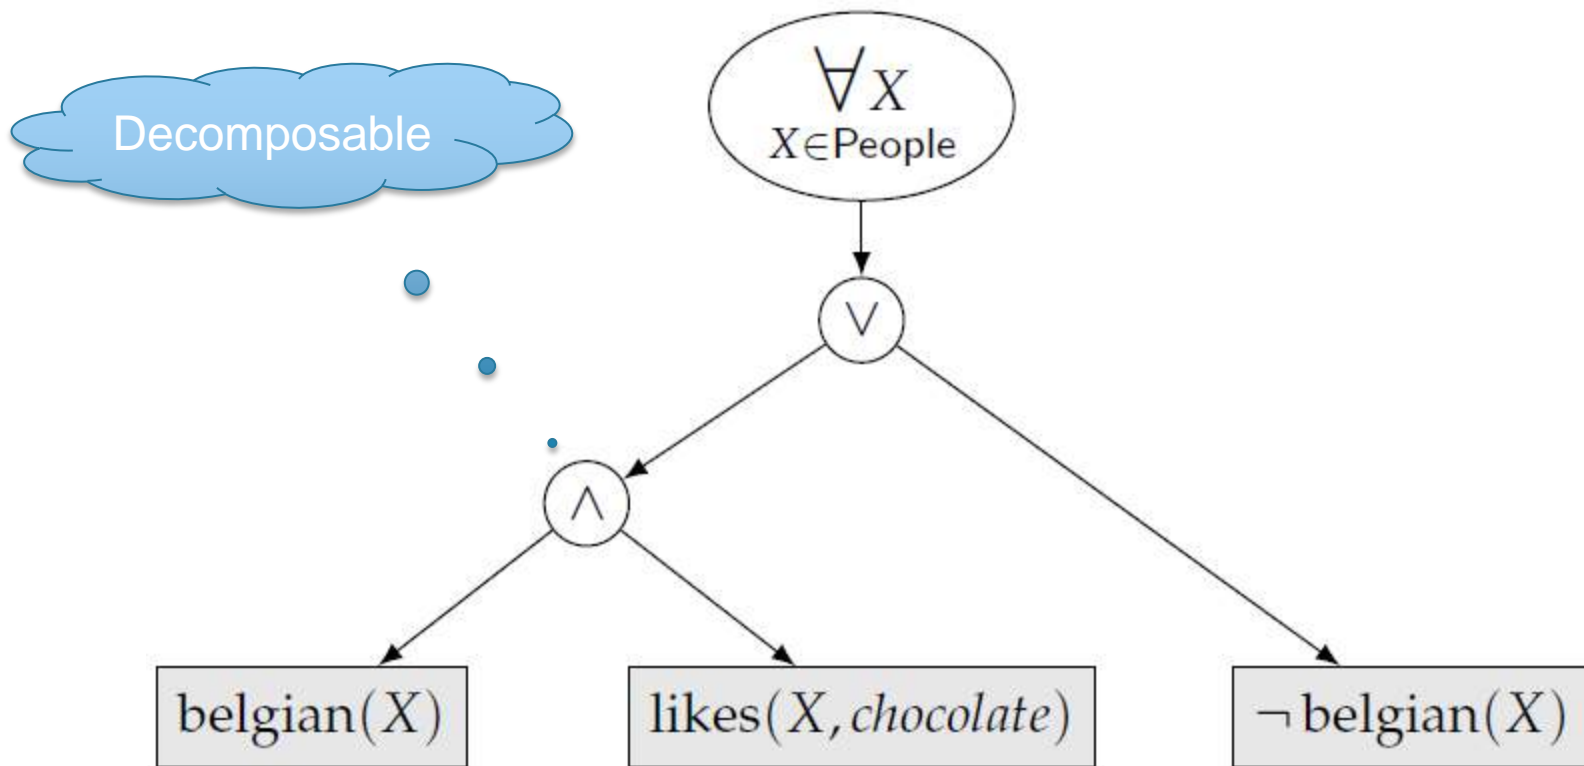 Decomposable
∀X
X∈People
∨
∧
belgian(X)
likes(X, chocolate)
¬ belgian(X)